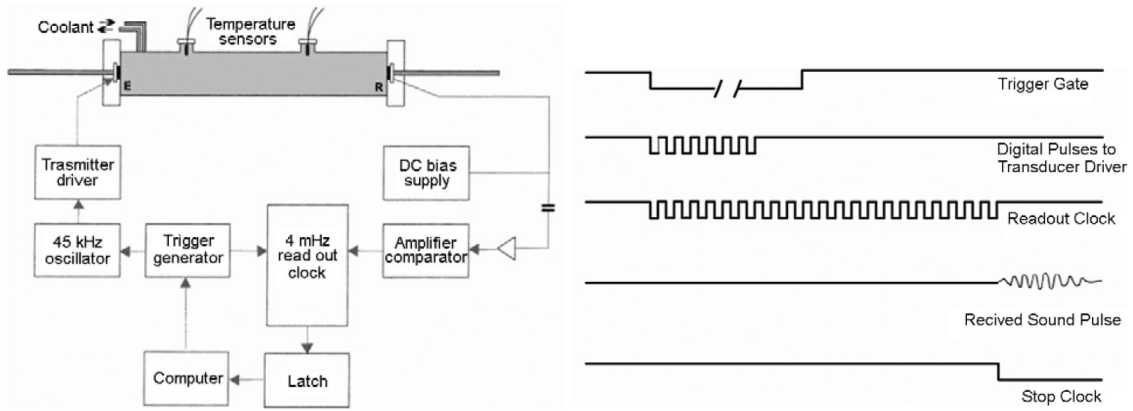 Coolant
Temperature
sensors
E
R
Trasmitter
driver
DC bias
supply
45 kHz
oscillator
Trigger
generator
4 mHz
read out
clock
Amplifier
comparator
Computer
Latch
Trigger Gate
Digital Pulses to
Transducer Driver
Readout Clock
Recived Sound Pulse
Stop Clock